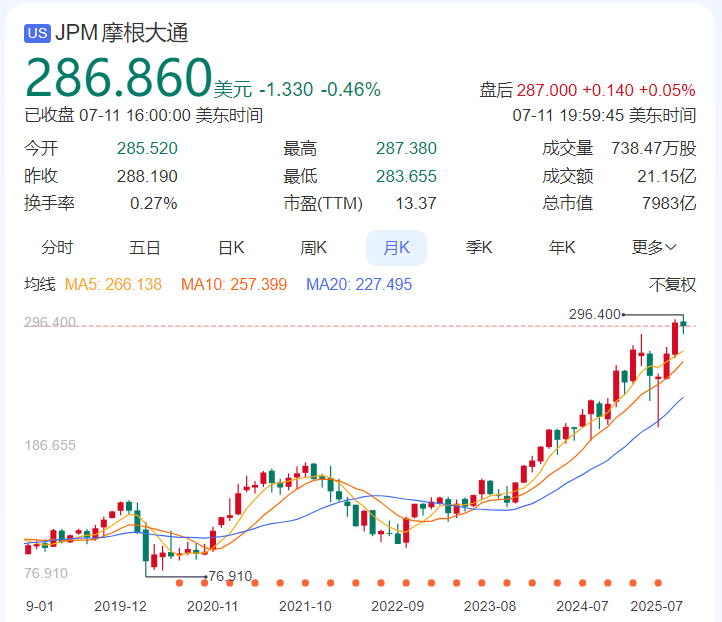 US JPM 摩根大通
286.860 美元 -1.330 -0.46% 盘后 287.000 +0.140 +0.05%
已收盘 07-11 16:00:00 美东时间 07-11 19:59:45 美东时间
今开 285.520 最高 287.380 成交量 738.47万股
昨收 288.190 最低 283.655 成交额 21.15亿
换手率 0.27% 市盈(TTM) 13.37 总市值 7983亿
分时 五日 日K 周K 月K 季K 年K 更多
均线 MA5: 266.138 MA10: 257.399 MA20: 227.495 不复权
296.400
296.400
186.655
76.910
76.910
9-01 2019-12 2020-11 2021-10 2022-09 2023-08 2024-07 2025-07